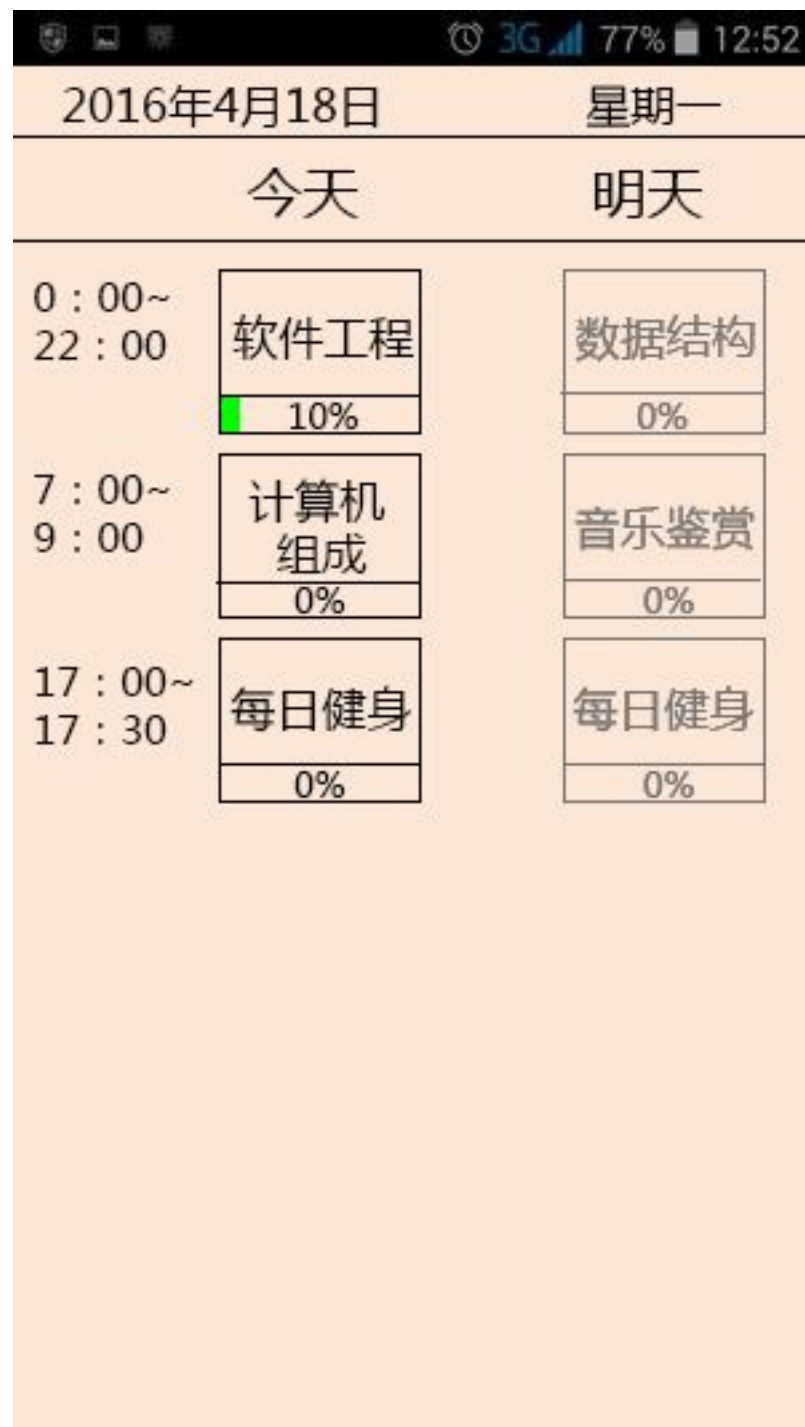 3G 77% 12:52
2016年4月18日 星期一
今天 明天
0：00~
22：00
软件工程 数据结构
10% 0%
7：00~
9：00
计算机
组成
音乐鉴赏
0% 0%
17：00~
17：30
每日健身 每日健身
0% 0%